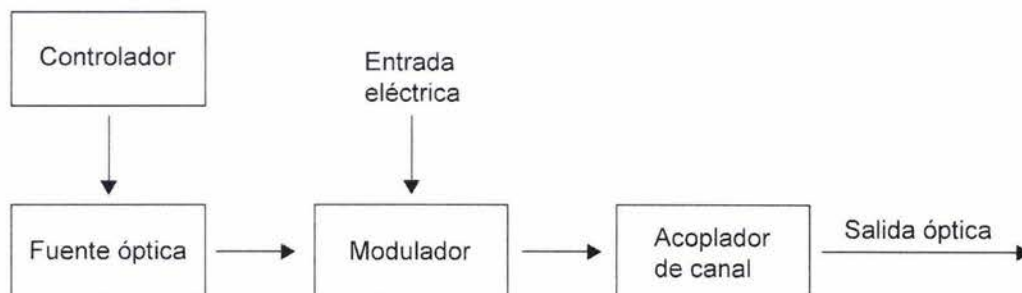 Controlador
Entrada
eléctrica
Fuente óptica
Modulador
Acoplador
de canal
Salida óptica